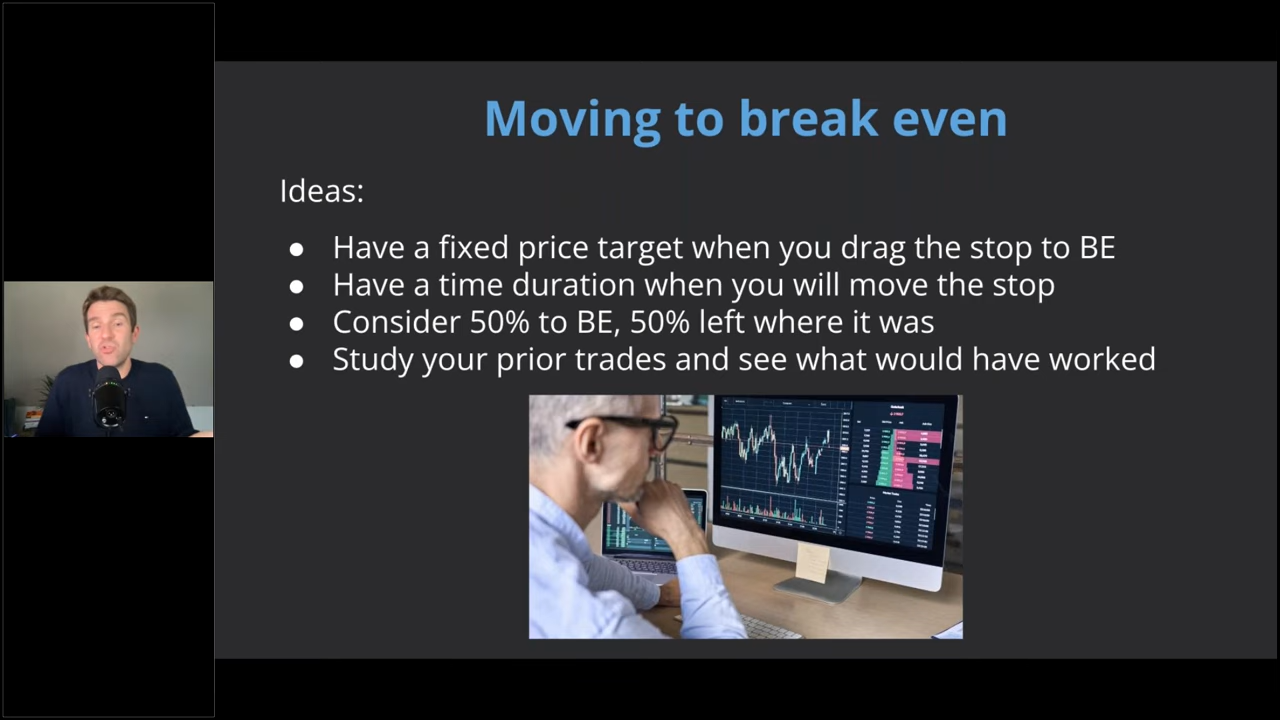 Moving to break even
Ideas:
● Have a fixed price target when you drag the stop to BE
● Have a time duration when you will move the stop
● Consider 50% to BE, 50% left where it was
● Study your prior trades and see what would have worked